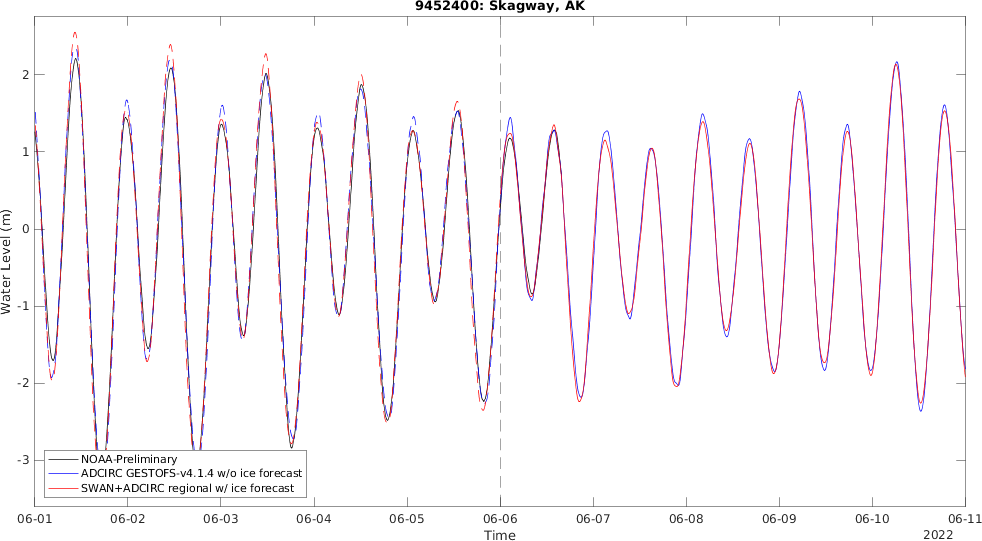 9452400: Skagway, AK
Water Level (m)
2
1
0
-1
-2
-3
NOAA-Preliminary
ADCIRC GESTOFS-v4.1.4 w/o ice forecast
SWAN+ADCIRC regional w/ ice forecast
06-01 06-02 06-03 06-04 06-05 06-06 06-07 06-08 06-09 06-10 06-11
Time
2022